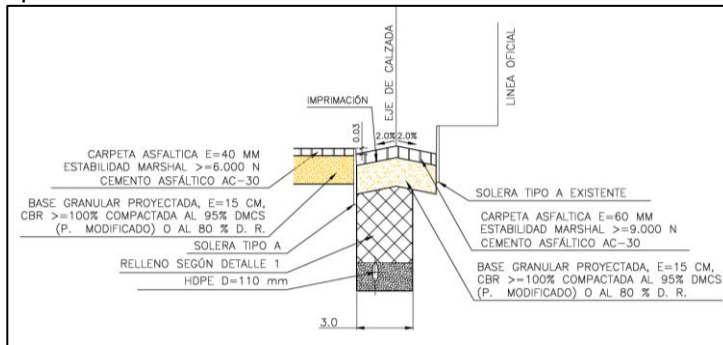 EJE DE CALZADA
LINEA OFICIAL
IMPRIMACIÓN
0.03
2.0% 2.0%
CARPETA ASFALTICA E=40 MM
ESTABILIDAD MARSHAL >=6.000 N
CEMENTO ASFÁLTICO AC-30
BASE GRANULAR PROYECTADA, E=15 CM,
CBR >=100% COMPACTADA AL 95% DMCS
(P. MODIFICADO) O AL 80 % D. R.
SOLERA TIPO A
RELLENO SEGÚN DETALLE 1
HDPE D=110 mm
3.0
SOLERA TIPO A EXISTENTE
CARPETA ASFALTICA E=60 MM
ESTABILIDAD MARSHAL >=9.000 N
CEMENTO ASFÁLTICO AC-30
BASE GRANULAR PROYECTADA, E=15 CM,
CBR >=100% COMPACTADA AL 95% DMCS
(P. MODIFICADO) O AL 80 % D. R.